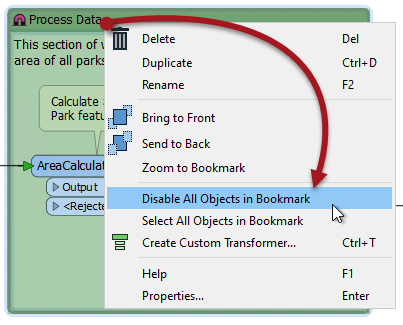 Process Data
This section of w
area of all parks
Calculate
Park featu
AreaCalculat
Output
<Rejecte
Delete Del
Duplicate Ctrl+D
Rename F2
Bring to Front
Send to Back
Zoom to Bookmark
Disable All Objects in Bookmark
Select All Objects in Bookmark
Create Custom Transformer... Ctrl+T
Help F1
Properties... Enter